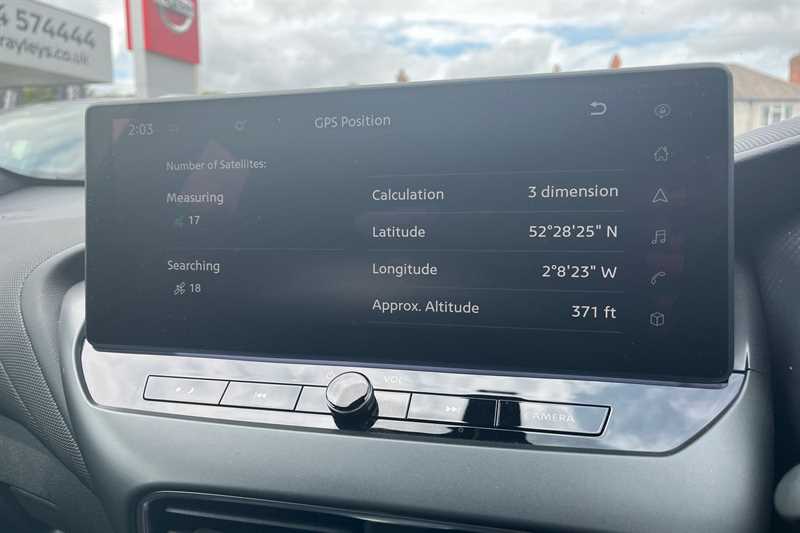 4 574444
rayleys.co.uk
2:03
GPS Position
Number of Satellites:
Measuring
17
Searching
18
Calculation 3 dimension
Latitude 52°28'25" N
Longitude 2°8'23" W
Approx. Altitude 371 ft
VOL
CAMERA